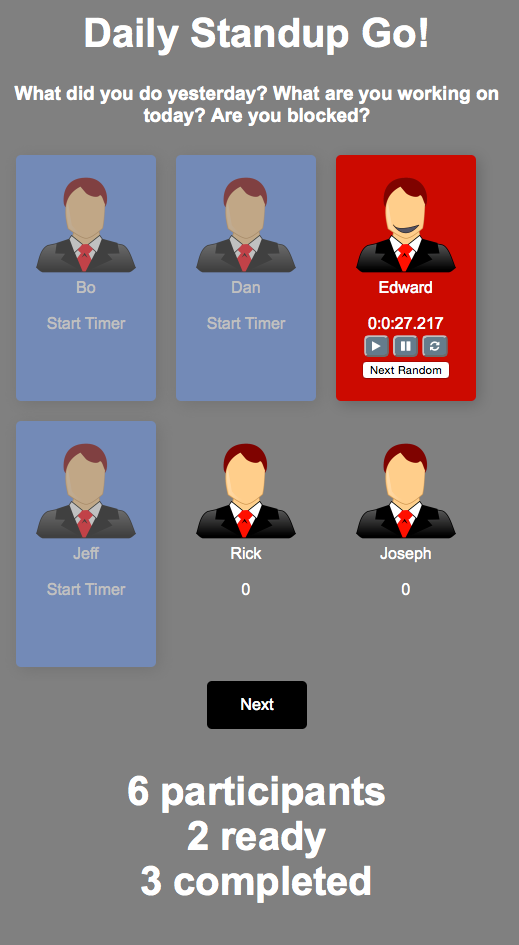 Daily Standup Go!
What did you do yesterday? What are you working on
today? Are you blocked?
Bo
Start Timer
Dan
Start Timer
Edward
0:0:27.217
Next Random
Jeff
Start Timer
Rick
0
Joseph
0
Next
6 participants
2 ready
3 completed